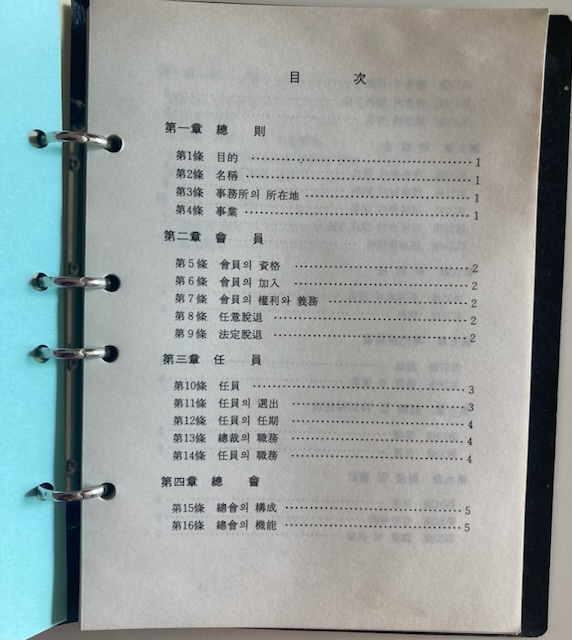 目 次
第一章 總 則
第1條 目的 ················ 1
第2條 名稱 ················ 1
第3條 事務所의 所在地 ················ 1
第4條 事業 ················ 1
第二章 會 員
第5條 會員의 資格 ················ 2
第6條 會員의 加入 ················ 2
第7條 會員의 權利와 義務 ················ 2
第8條 任意脫退 ················ 2
第9條 法定脫退 ················ 2
第三章 任 員
第10條 任員 ················ 3
第11條 任員의 選出 ················ 3
第12條 任員의 任期 ················ 4
第13條 總裁의 職務 ················ 4
第14條 任員의 職務 ················ 4
第四章 總 會
第15條 總會의 構成 ················ 5
第16條 總會의 機能 ················ 5